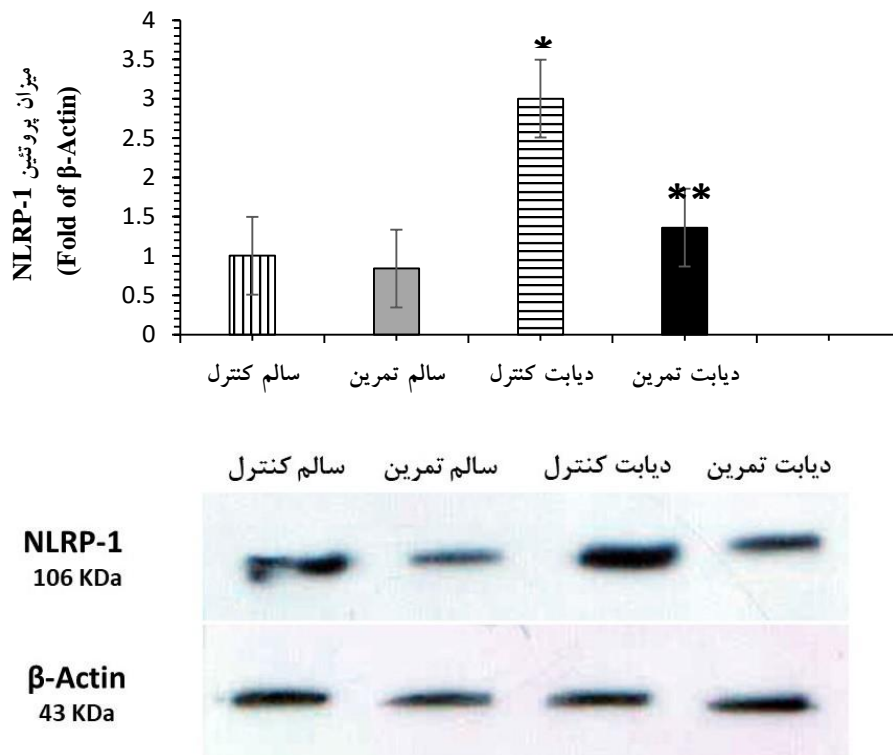 میزان پروتئین NLRP-1
(Fold of β-Actin)
4
3.5
3
2.5
2
1.5
1
0.5
0
*
**
سالم کنترل
سالم تمرین
دیابت کنترل
دیابت تمرین
سالم کنترل
سالم تمرین
دیابت کنترل
دیابت تمرین
NLRP-1
106 KDa
β-Actin
43 KDa